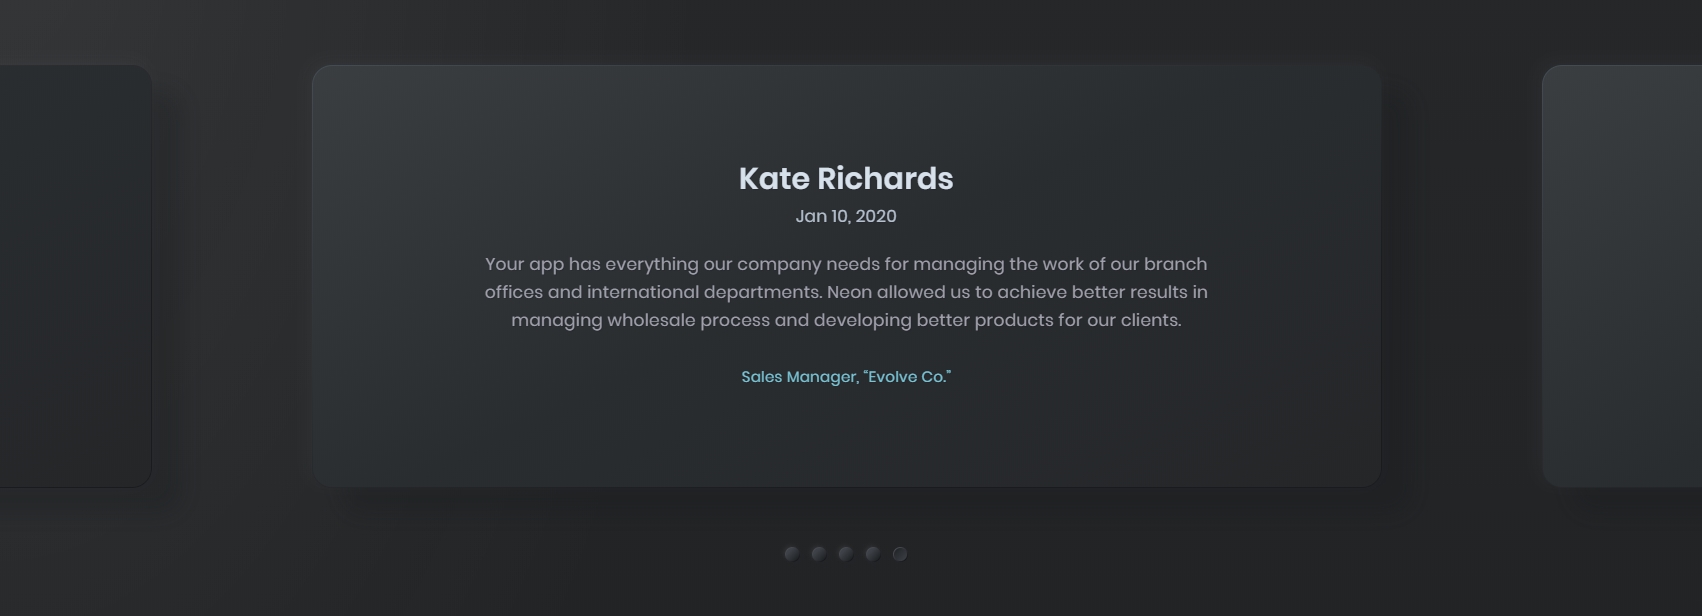 Kate Richards
Jan 10, 2020
Your app has everything our company needs for managing the work of our branch
offices and international departments. Neon allowed us to achieve better results in
managing wholesale process and developing better products for our clients.
Sales Manager, “Evolve Co.”